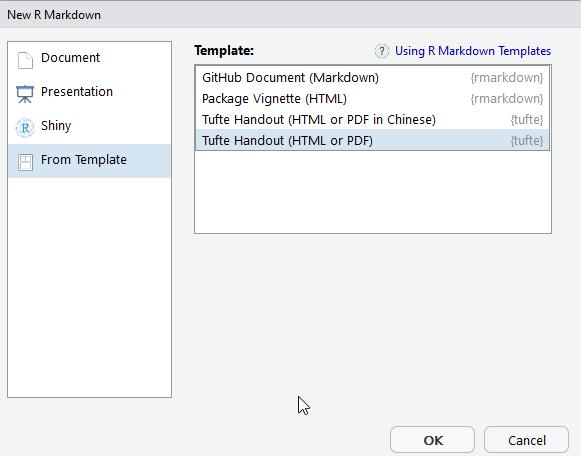 New R Markdown
Document
Presentation
R Shiny
From Template
Template:
? Using R Markdown Templates
GitHub Document (Markdown) {rmarkdown}
Package Vignette (HTML) {rmarkdown}
Tufte Handout (HTML or PDF in Chinese) {tufte}
Tufte Handout (HTML or PDF) {tufte}
OK Cancel